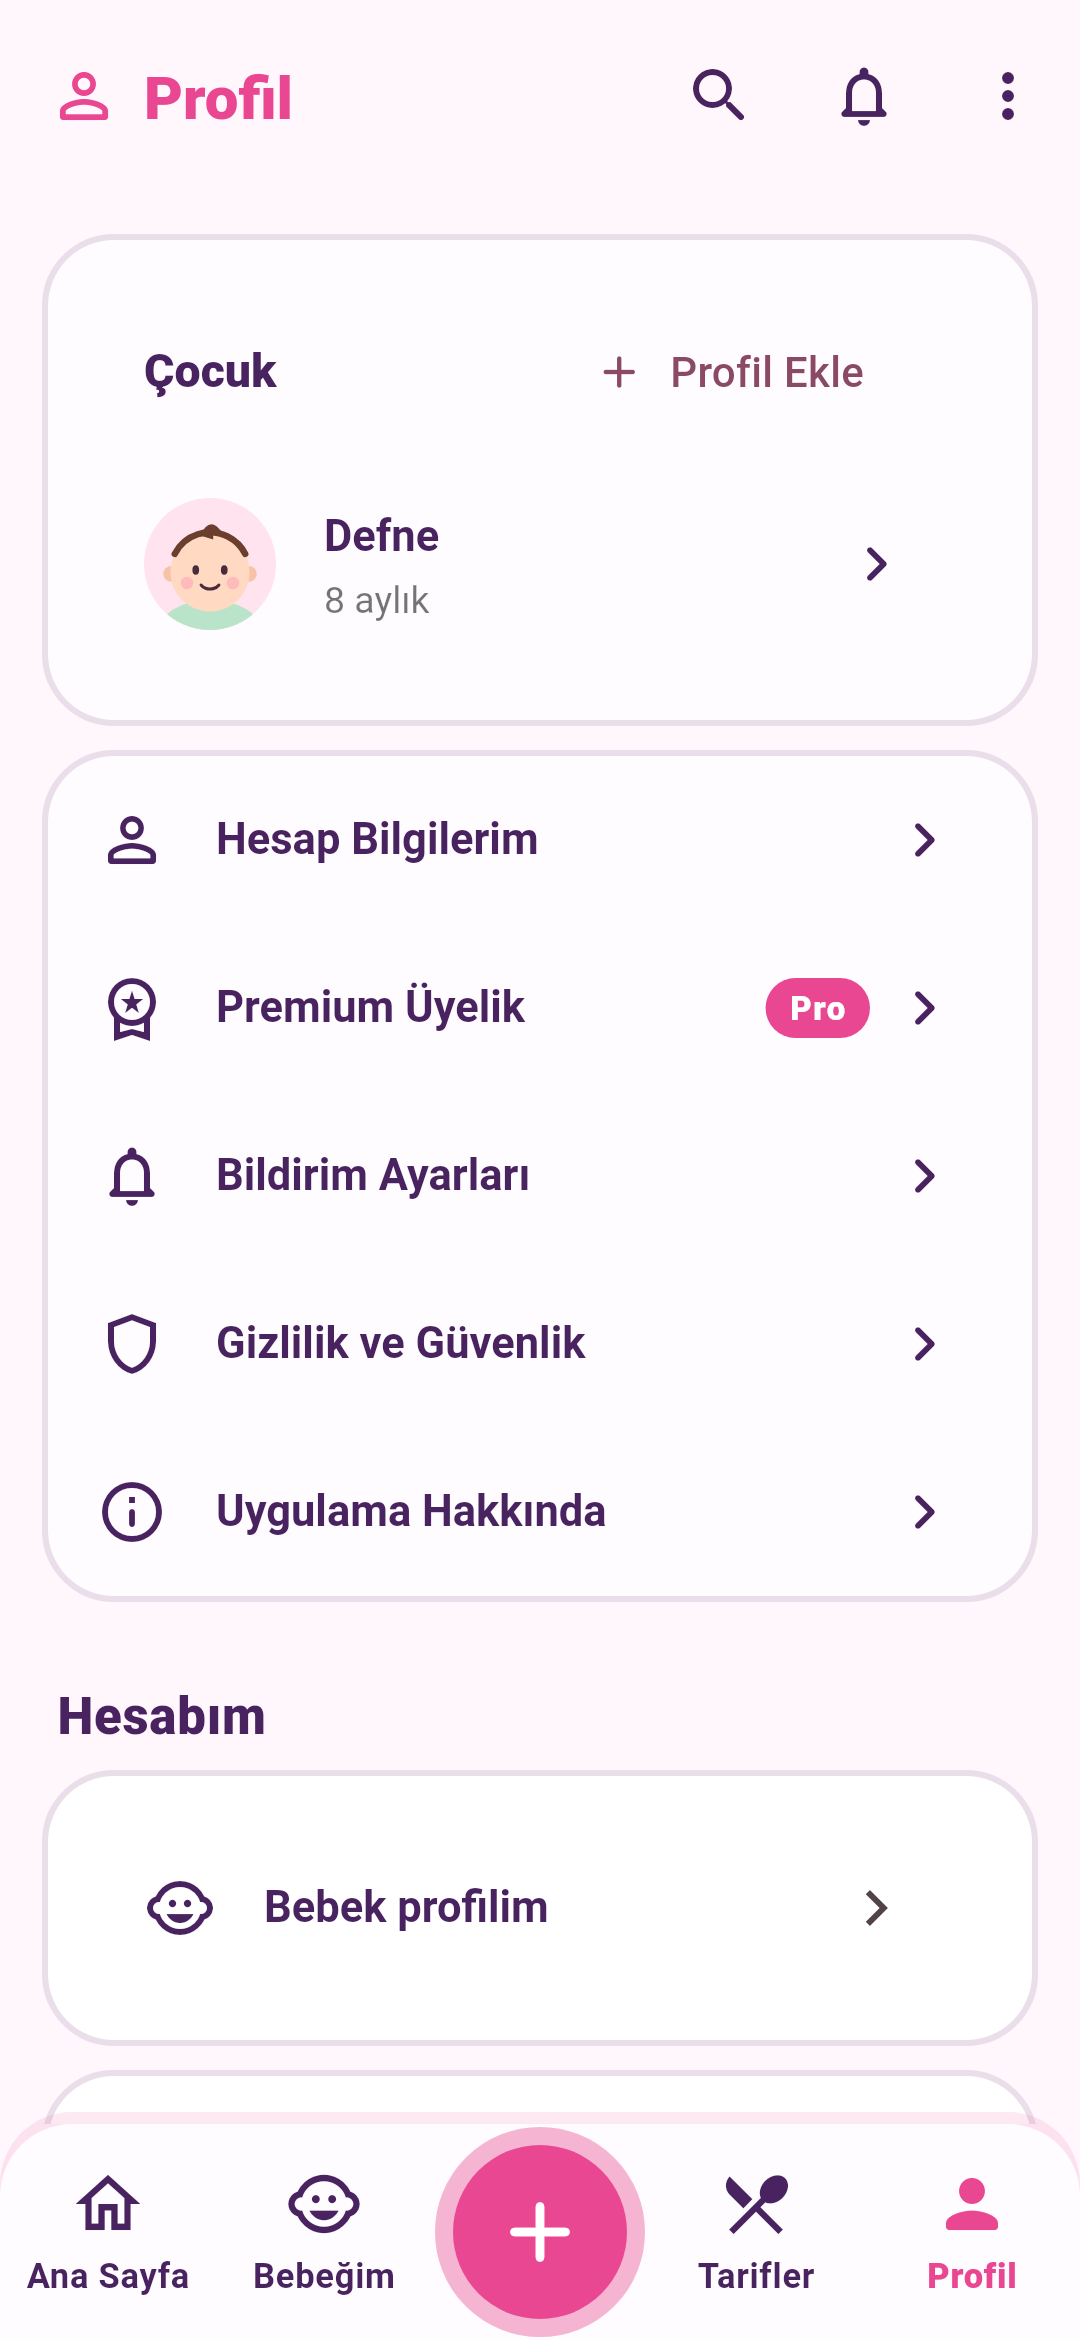 Profil
Çocuk
Profil Ekle
Defne
8 aylık
Hesap Bilgilerim
Premium Üyelik
Pro
Bildirim Ayarları
Gizlilik ve Güvenlik
Uygulama Hakkında
Hesabım
Bebek profilim
Ana Sayfa
Bebeğim
Tarifler
Profil